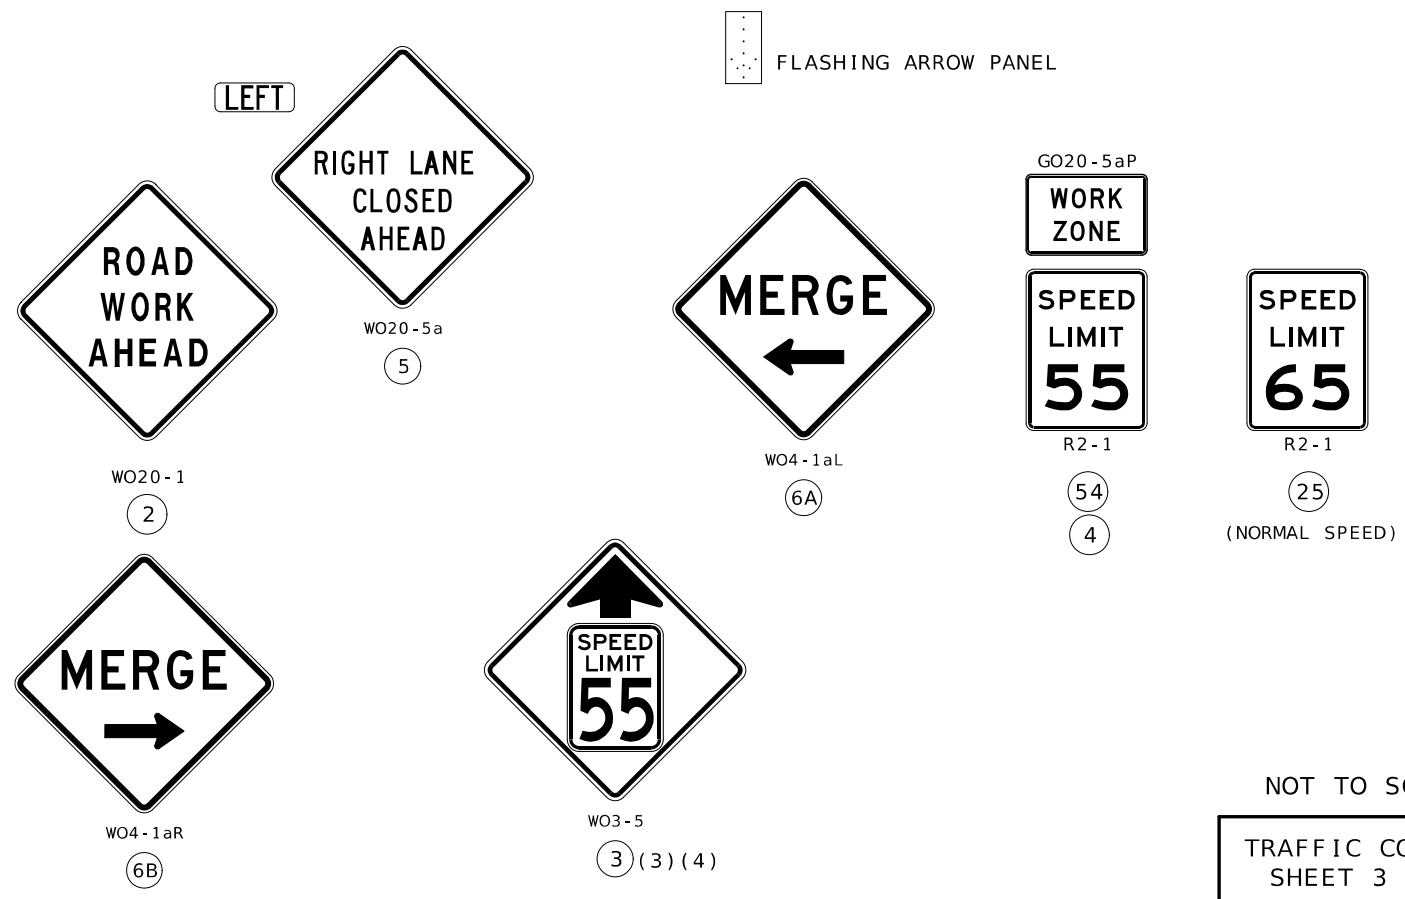 FLASHING ARROW PANEL
LEFT
RIGHT LANE
CLOSED
AHEAD
WO20-5a
5
ROAD
WORK
AHEAD
WO20-1
2
MERGE
WO4-1aL
6A
GO20-5aP
WORK
ZONE
SPEED
LIMIT
55
R2-1
54
4
SPEED
LIMIT
65
R2-1
25
(NORMAL SPEED)
MERGE
WO4-1aR
6B
SPEED
LIMIT
55
WO3-5
3 (3)(4)
NOT TO
TRAFFIC
SHEET 3